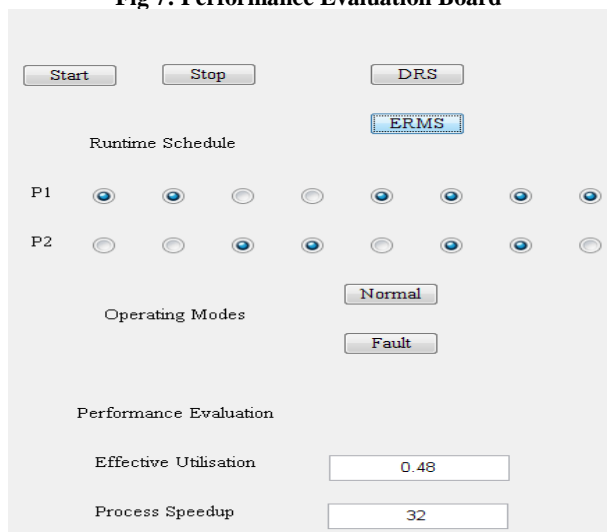 Fig 7: Performance Evaluation Board
Start Stop DRS
ERMS
Runtime Schedule
P1
P2
Normal
Operating Modes
Fault
Performance Evaluation
Effective Utilisation 0.48
Process Speedup 32